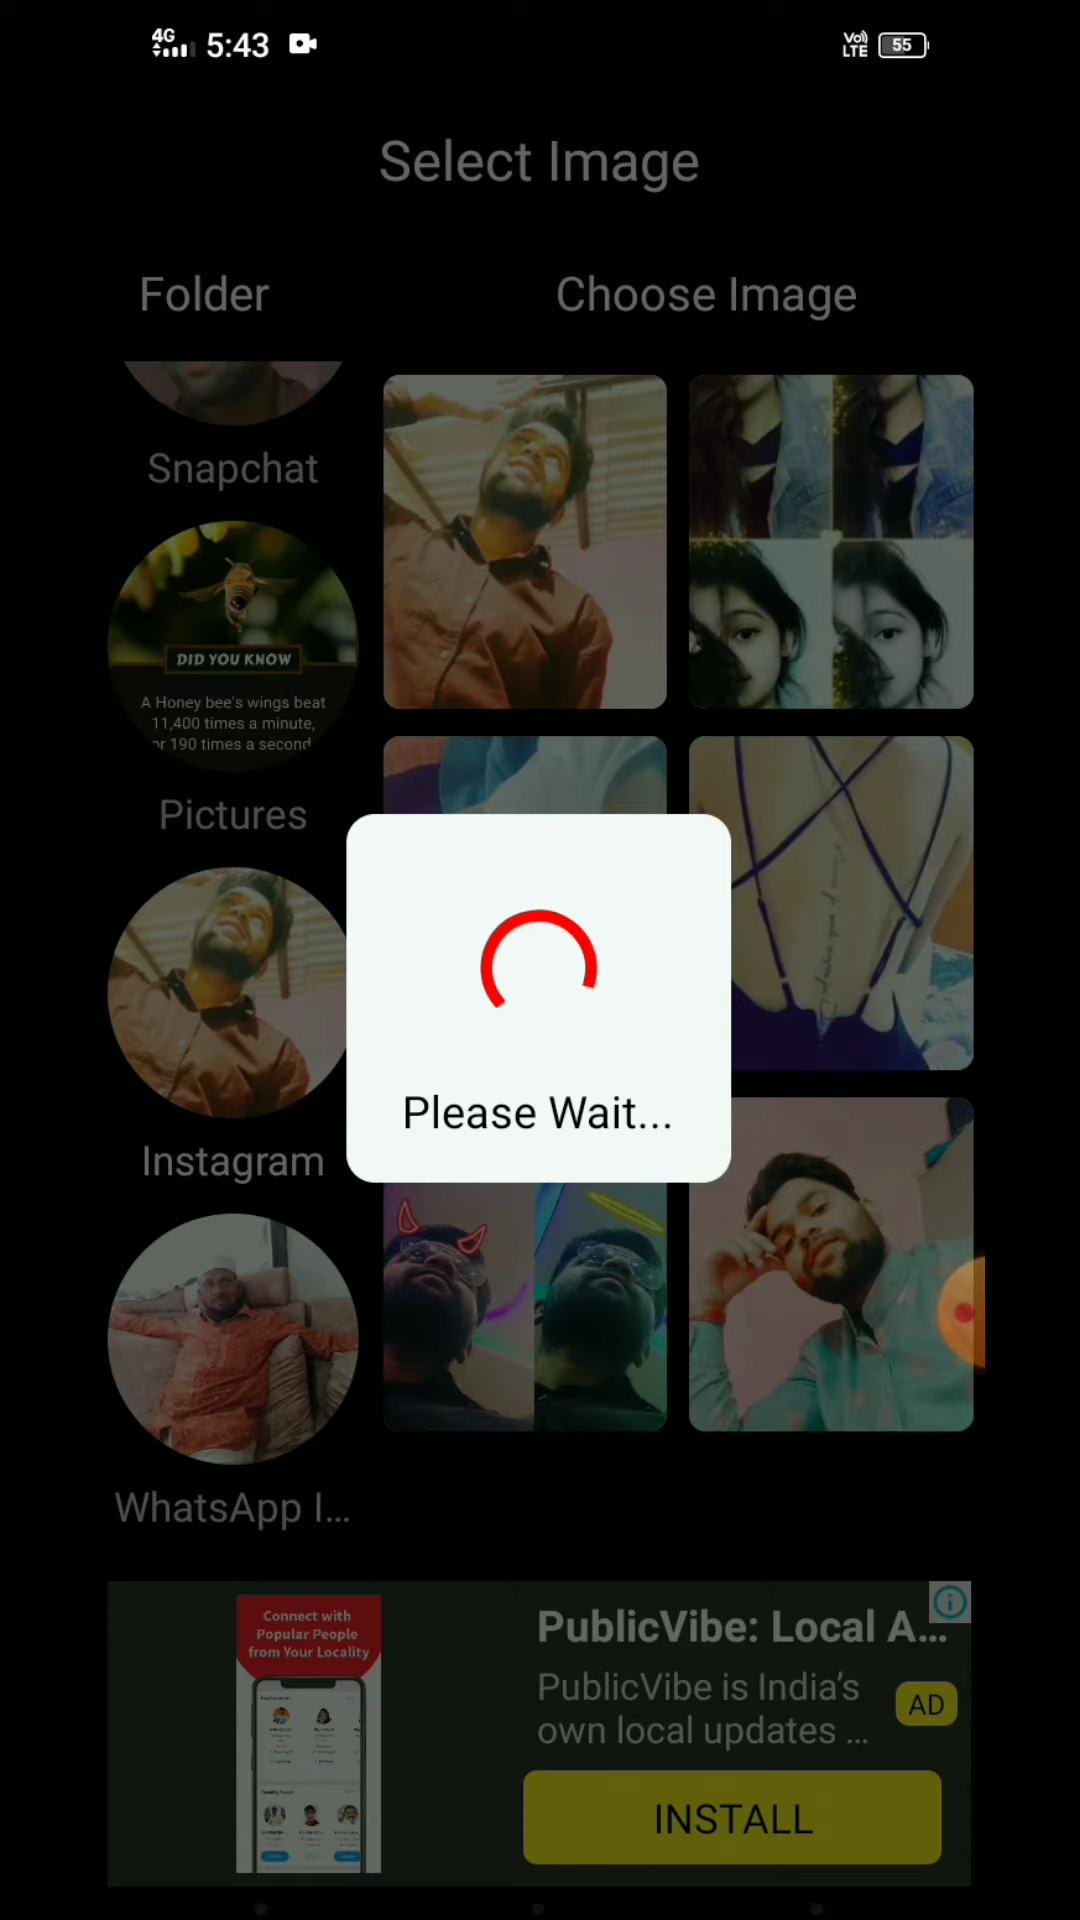 4G
5:43
Vo)
LTE
55
Select Image
Folder
Choose Image
Snapchat
DID YOU KNOW
A Honey bee's wings beat
11,400 times a minute,
or 190 times a second
Pictures
Instagram
WhatsApp I...
Please Wait...
Connect with
Popular People
from Your Locality
PublicVibe: Local A...
PublicVibe is India's
own local updates ...
AD
INSTALL